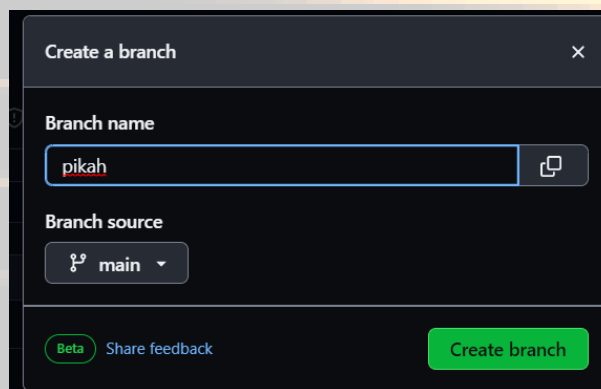 Create a branch
Branch name
pikah
Branch source
main
Beta Share feedback
Create branch